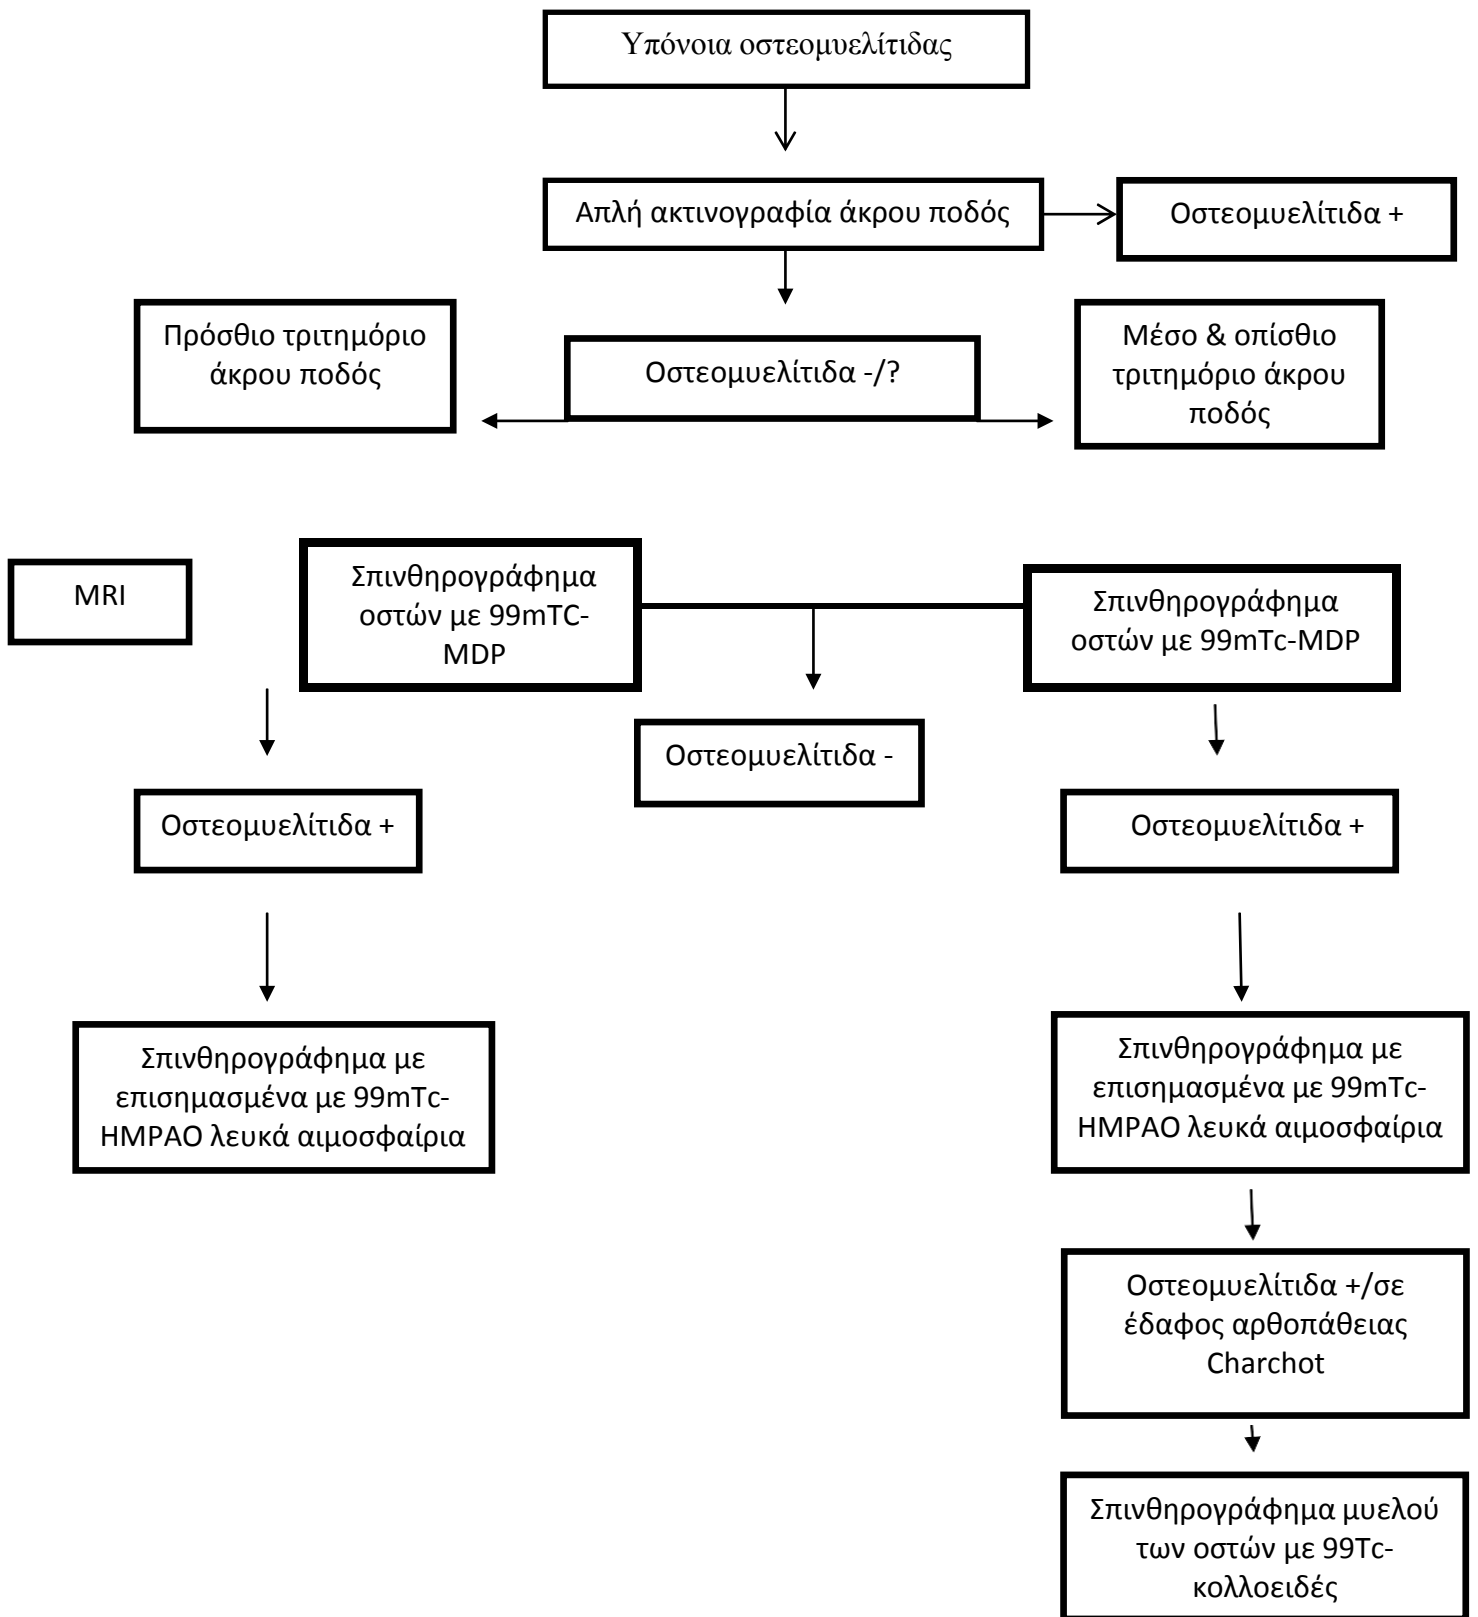 Υπόνοια οστεομυελίτιδας
Απλή ακτινογραφία άκρου ποδός
Οστεομυελίτιδα +
Πρόσθιο τριτημόριο
άκρου ποδός
Οστεομυελίτιδα -/?
Μέσο & οπίσθιο
τριτημόριο άκρου
ποδός
MRI
Σπινθηρογράφημα
οστών με 99mTC-
MDP
Σπινθηρογράφημα
οστών με 99mTc-MDP
Οστεομυελίτιδα -
Οστεομυελίτιδα +
Οστεομυελίτιδα +
Σπινθηρογράφημα με
επισημασμένα με 99mTc-
HMPAO λευκά αιμοσφαίρια
Σπινθηρογράφημα με
επισημασμένα με 99mTc-
HMPAO λευκά αιμοσφαίρια
Οστεομυελίτιδα +/σε
έδαφος αρθοπάθειας
Charchot
Σπινθηρογράφημα μυελού
των οστών με 99Tc-
κολλοειδές